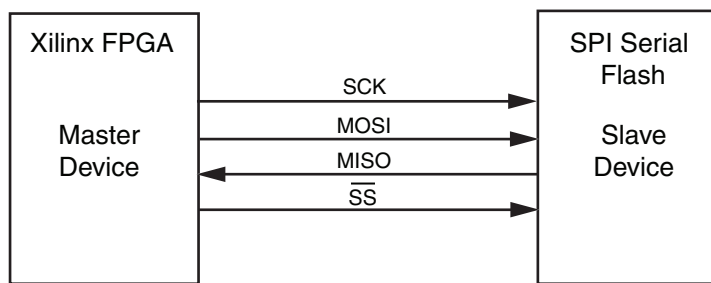 Xilinx FPGA
Master
Device
SCK
MOSI
MISO
SS
SPI Serial
Flash
Slave
Device